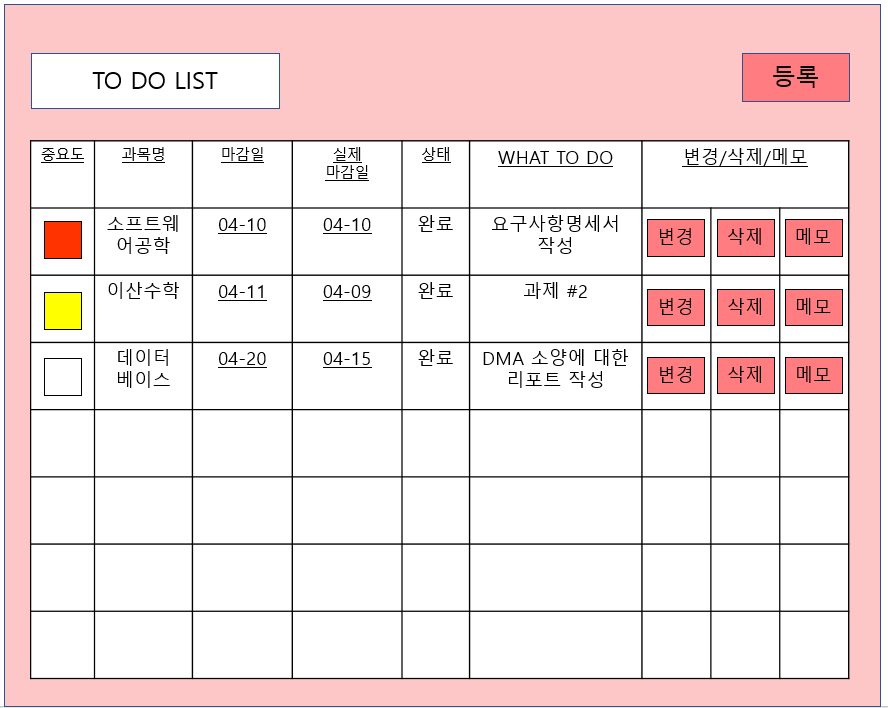 TO DO LIST
등록
중요도 과목명 마감일 실제 상태 WHAT TO DO 변경/삭제/메모
마감일
소프트웨 04-10 04-10 완료 요구사항명세서 변경 삭제 메모
어공학 작성
이산수학 04-11 04-09 완료 과제 #2 변경 삭제 메모
데이터 04-20 04-15 완료 DMA 소양에 대한 변경 삭제 메모
베이스 리포트 작성